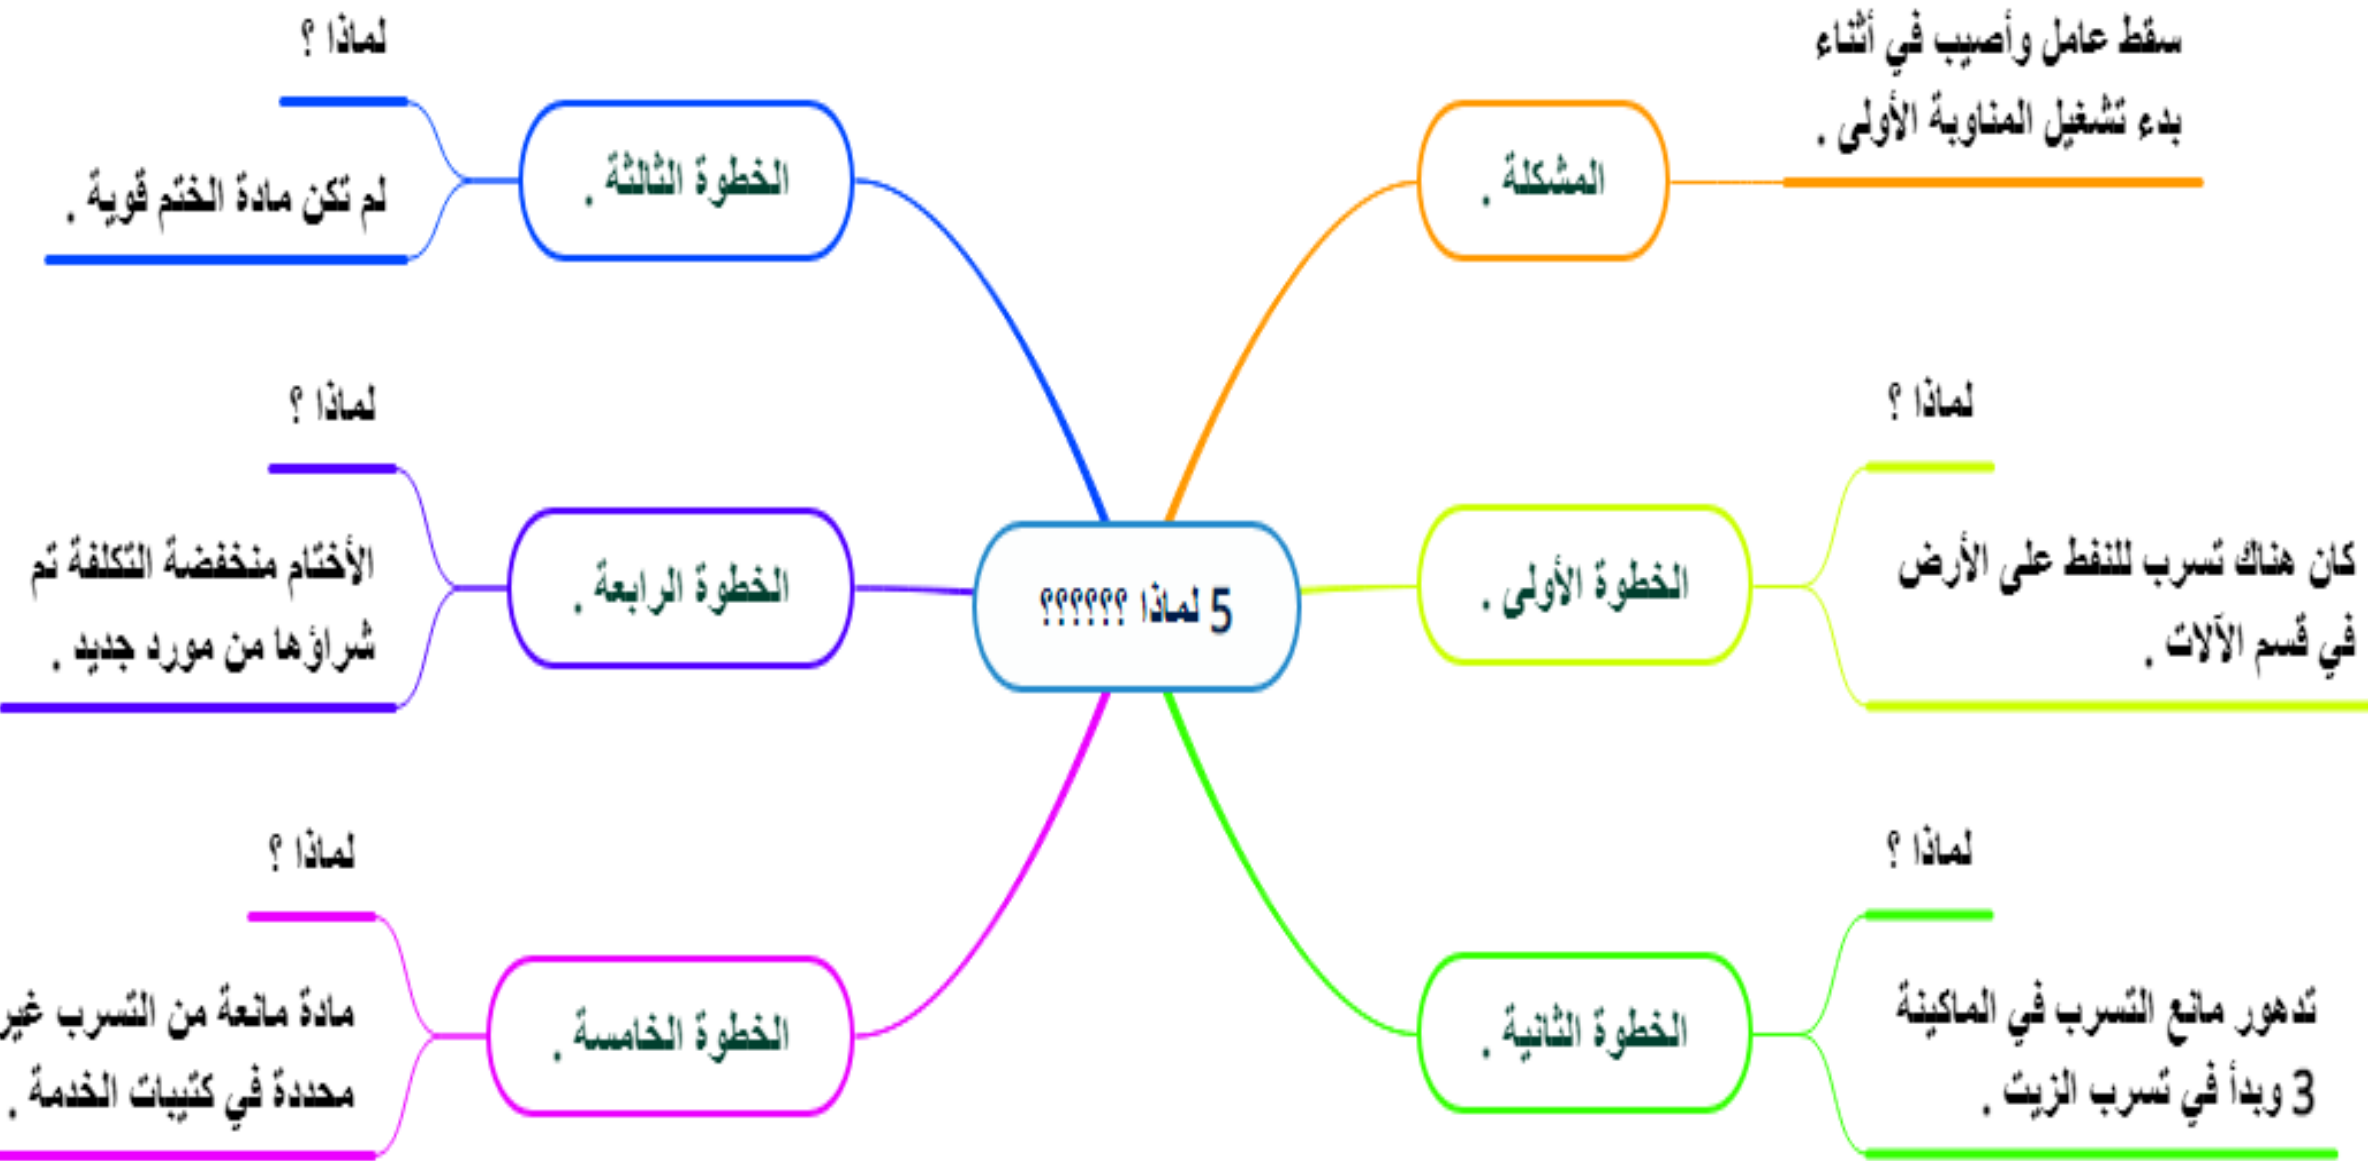 5 لماذا ؟؟؟؟؟؟
المشكلة .
سقط عامل وأصيب في أثناء
بدء تشغيل المناوبة الأولى .
الخطوة الأولى .
لماذا ؟
كان هناك تسرب للنفط على الأرض
في قسم الآلات .
الخطوة الثانية .
لماذا ؟
تدهور مانع التسرب في الماكينة
3 وبدأ في تسرب الزيت .
الخطوة الثالثة .
لماذا ؟
لم تكن مادة الختم قوية .
الخطوة الرابعة .
لماذا ؟
الأختام منخفضة التكلفة تم
شراؤها من مورد جديد .
الخطوة الخامسة .
لماذا ؟
مادة مانعة من التسرب غير
محددة في كتيبات الخدمة .